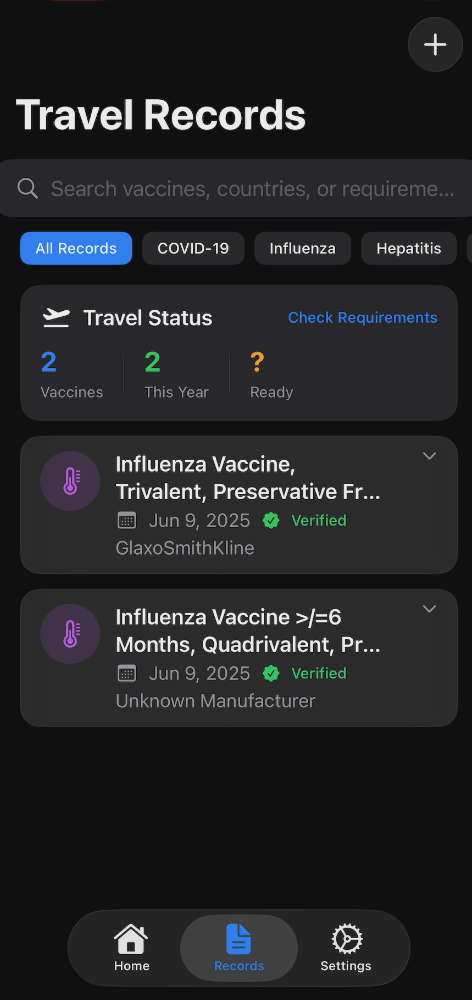 Travel Records
Search vaccines, countries, or requireme...
All Records COVID-19 Influenza Hepatitis
Travel Status Check Requirements
2 2 ?
Vaccines This Year Ready
Influenza Vaccine,
Trivalent, Preservative Fr...
Jun 9, 2025 Verified
GlaxoSmithKline
Influenza Vaccine >/=6
Months, Quadrivalent, Pr...
Jun 9, 2025 Verified
Unknown Manufacturer
Home Records Settings